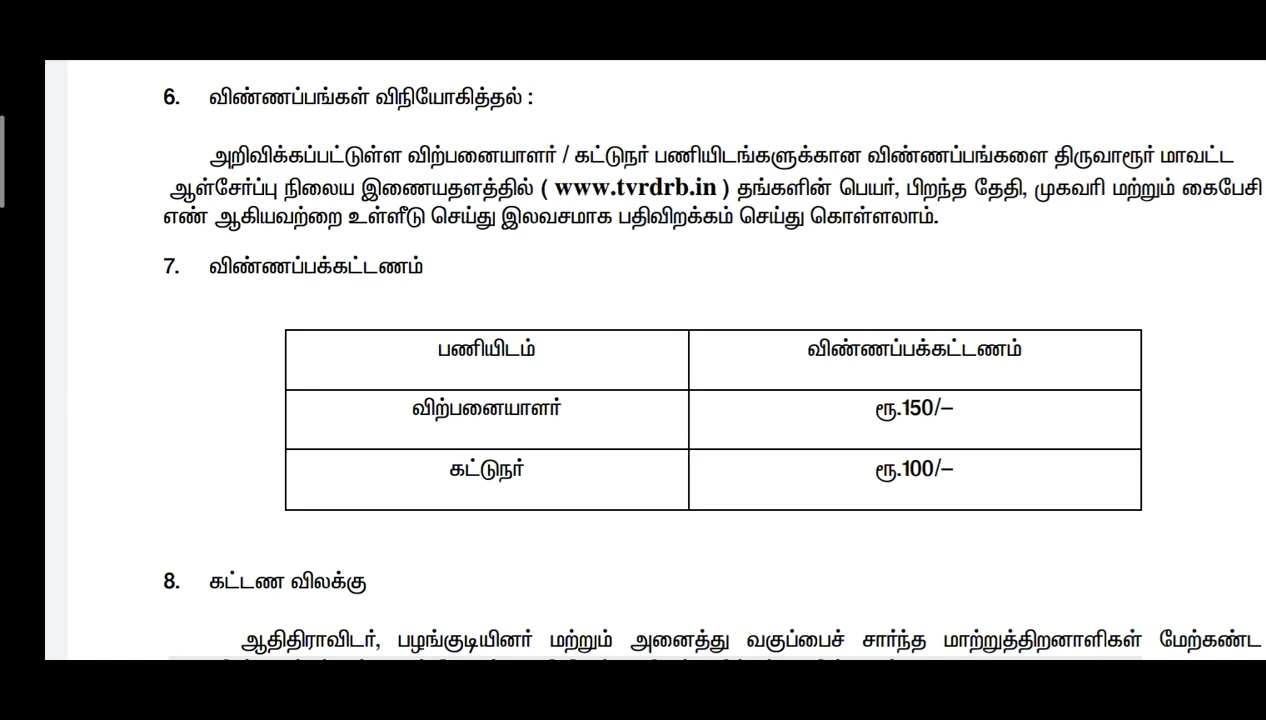 6. விண்ணப்பங்கள் விநியோகித்தல் :
அறிவிக்கப்பட்டுள்ள விற்பனையாளர் / கட்டுநர் பணியிடங்களுக்கான விண்ணப்பங்களை திருவாரூர் மாவட்ட
ஆள்சேர்ப்பு நிலைய இணையதளத்தில் ( www.tvrdrb.in ) தங்களின் பெயர், பிறந்த தேதி, முகவரி மற்றும் கைபேசி
எண் ஆகியவற்றை உள்ளீடு செய்து இலவசமாக பதிவிறக்கம் செய்து கொள்ளலாம்.
7. விண்ணப்பக்கட்டணம்
பணியிடம் விண்ணப்பக்கட்டணம்
விற்பனையாளர் ரூ.150/–
கட்டுநர் ரூ.100/–
8. கட்டண விலக்கு
ஆதிதிராவிடர், பழங்குடியினர் மற்றும் அனைத்து வகுப்பைச் சார்ந்த மாற்றுத்திறனாளிகள் மேற்கண்ட